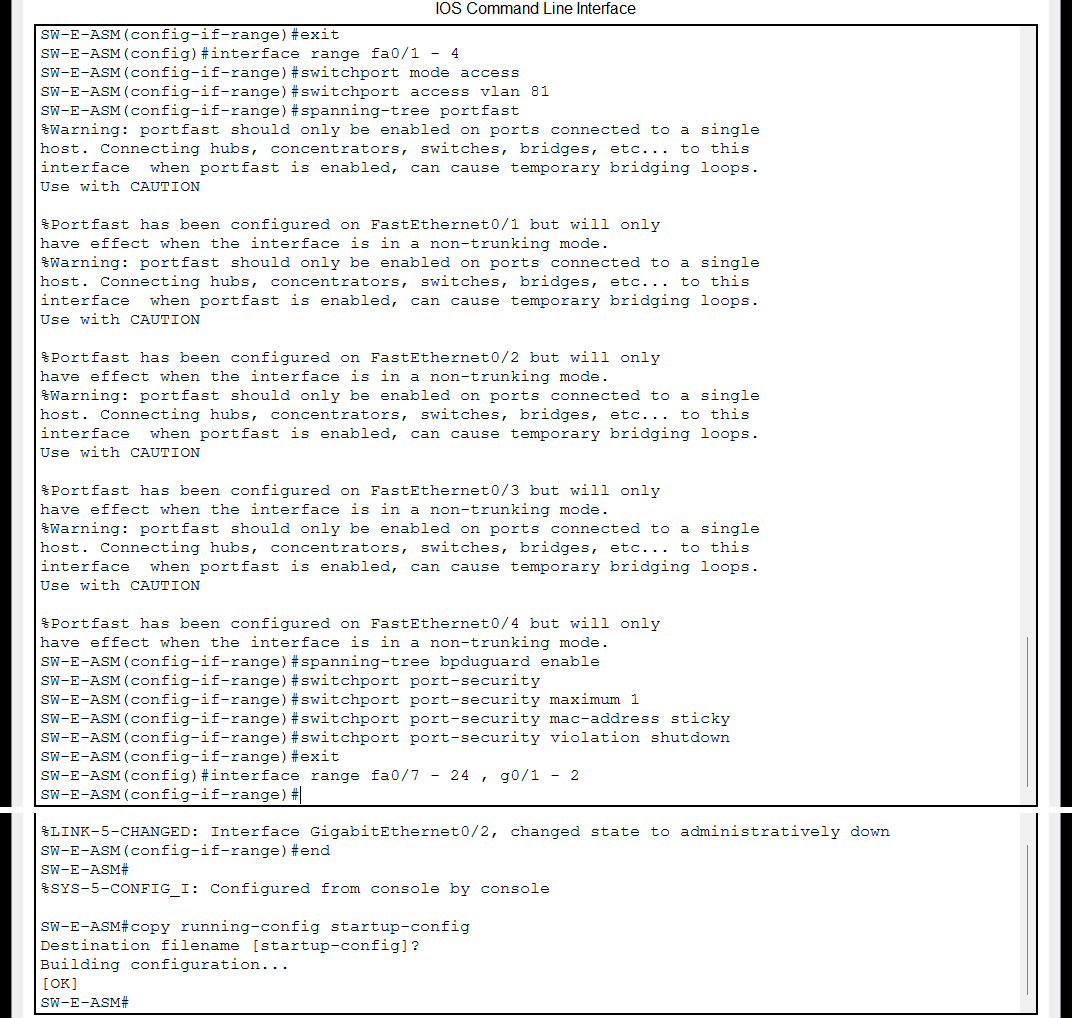 IOS Command Line Interface
SW-E-ASM(config-if-range)#exit
SW-E-ASM(config)#interface range fa0/1 - 4
SW-E-ASM(config-if-range)#switchport mode access
SW-E-ASM(config-if-range)#switchport access vlan 81
SW-E-ASM(config-if-range)#spanning-tree portfast
%Warning: portfast should only be enabled on ports connected to a single
host. Connecting hubs, concentrators, switches, bridges, etc... to this
interface  when portfast is enabled, can cause temporary bridging loops.
Use with CAUTION

%Portfast has been configured on FastEthernet0/1 but will only
have effect when the interface is in a non-trunking mode.
%Warning: portfast should only be enabled on ports connected to a single
host. Connecting hubs, concentrators, switches, bridges, etc... to this
interface  when portfast is enabled, can cause temporary bridging loops.
Use with CAUTION

%Portfast has been configured on FastEthernet0/2 but will only
have effect when the interface is in a non-trunking mode.
%Warning: portfast should only be enabled on ports connected to a single
host. Connecting hubs, concentrators, switches, bridges, etc... to this
interface  when portfast is enabled, can cause temporary bridging loops.
Use with CAUTION

%Portfast has been configured on FastEthernet0/3 but will only
have effect when the interface is in a non-trunking mode.
%Warning: portfast should only be enabled on ports connected to a single
host. Connecting hubs, concentrators, switches, bridges, etc... to this
interface  when portfast is enabled, can cause temporary bridging loops.
Use with CAUTION

%Portfast has been configured on FastEthernet0/4 but will only
have effect when the interface is in a non-trunking mode.
SW-E-ASM(config-if-range)#spanning-tree bpduguard enable
SW-E-ASM(config-if-range)#switchport port-security
SW-E-ASM(config-if-range)#switchport port-security maximum 1
SW-E-ASM(config-if-range)#switchport port-security mac-address sticky
SW-E-ASM(config-if-range)#switchport port-security violation shutdown
SW-E-ASM(config-if-range)#exit
SW-E-ASM(config)#interface range fa0/7 - 24 , g0/1 - 2
SW-E-ASM(config-if-range)#
%LINK-5-CHANGED: Interface GigabitEthernet0/2, changed state to administratively down
SW-E-ASM(config-if-range)#end
SW-E-ASM#
%SYS-5-CONFIG_I: Configured from console by console

SW-E-ASM#copy running-config startup-config
Destination filename [startup-config]?
Building configuration...
[OK]
SW-E-ASM#